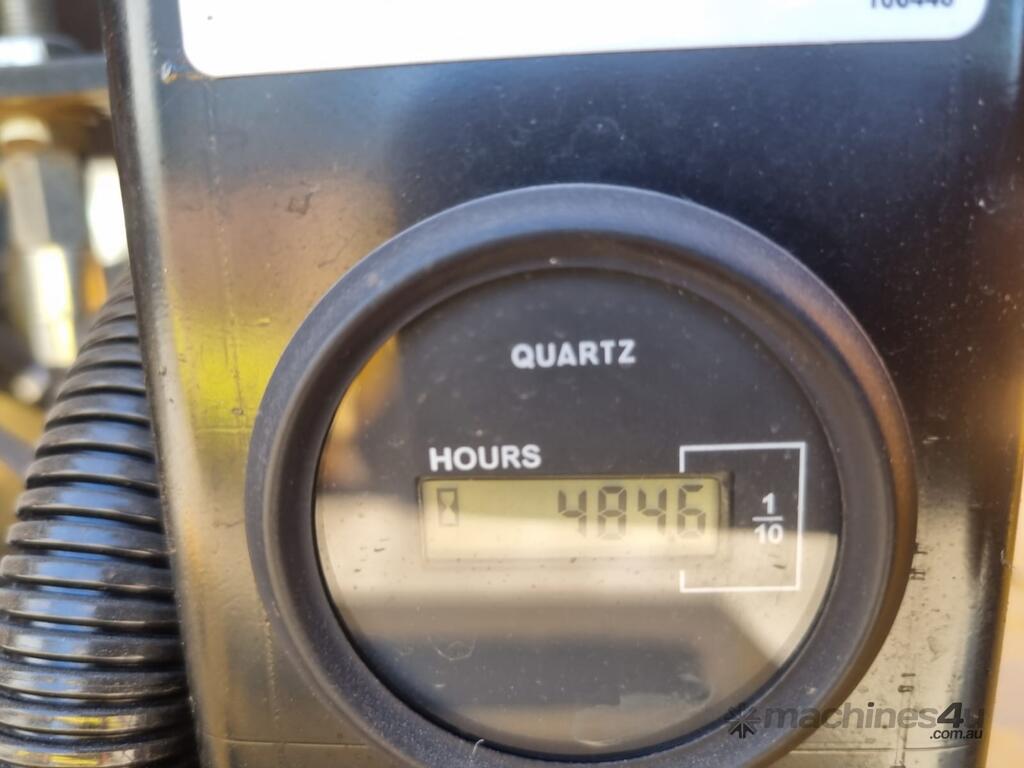 QUARTZ
HOURS
4846
1
10
machines4u
.com.au